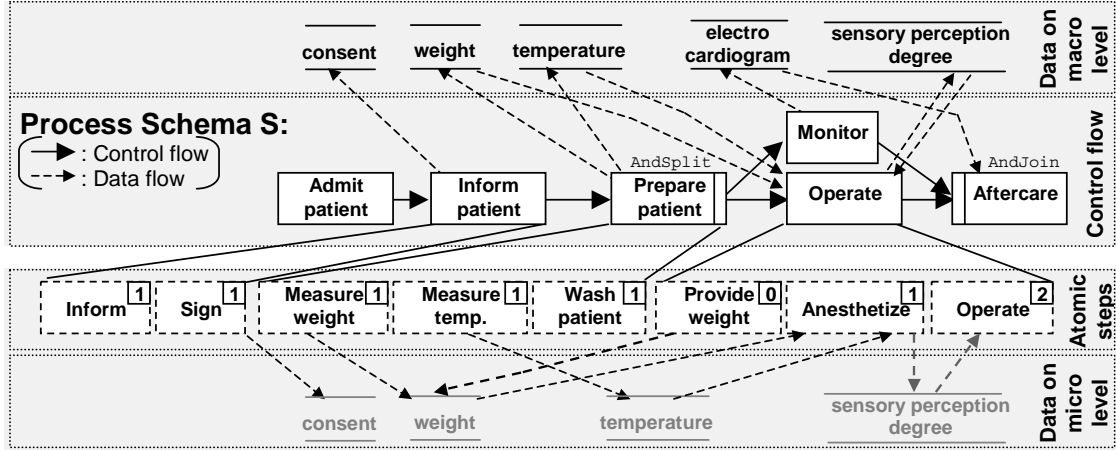 consent
weight
temperature
electro
cardiogram
sensory perception
degree
Data on
macro
level
Process Schema S:
: Control flow
: Data flow
Monitor
AndSplit
AndJoin
Admit
patient
Inform
patient
Prepare
patient
Operate
Aftercare
Control flow
Inform
1
Sign
1
Measure
weight
1
Measure
temp.
1
Wash
patient
1
Provide
weight
0
Anesthetize
1
Operate
2
Atomic
steps
consent
weight
temperature
sensory perception
degree
Data on
micro
level